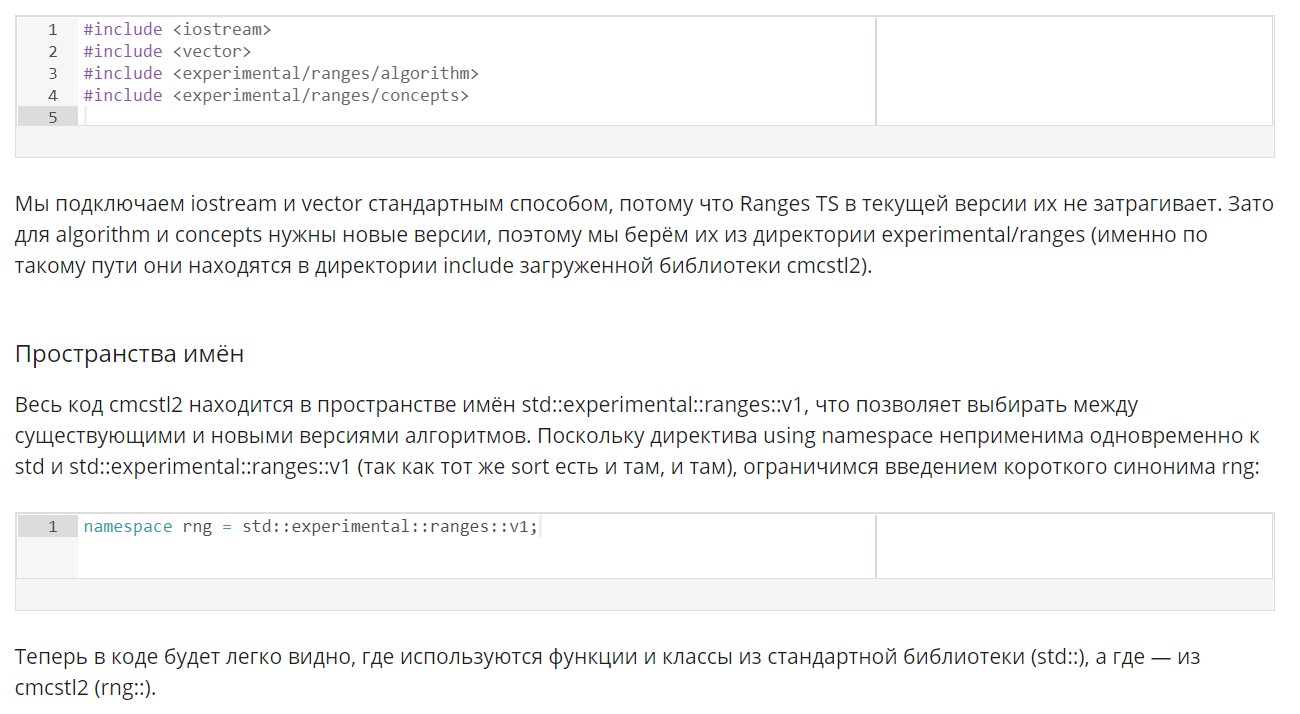 1 #include <iostream>
2 #include <vector>
3 #include <experimental/ranges/algorithm>
4 #include <experimental/ranges/concepts>
5
Мы подключаем iostream и vector стандартным способом, потому что Ranges TS в текущей версии их не затрагивает. Зато
для algorithm и concepts нужны новые версии, поэтому мы берём их из директории experimental/ranges (именно по
такому пути они находятся в директории include загруженной библиотеки cmcstl2).
Пространства имён
Весь код cmcstl2 находится в пространстве имён std::experimental::ranges::v1, что позволяет выбирать между
существующими и новыми версиями алгоритмов. Поскольку директива using namespace неприменима одновременно к
std и std::experimental::ranges::v1 (так как тот же sort есть и там, и там), ограничимся введением короткого синонима rng:
1 namespace rng = std::experimental::ranges::v1;
Теперь в коде будет легко видно, где используются функции и классы из стандартной библиотеки (std::), а где — из
cmcstl2 (rng::).